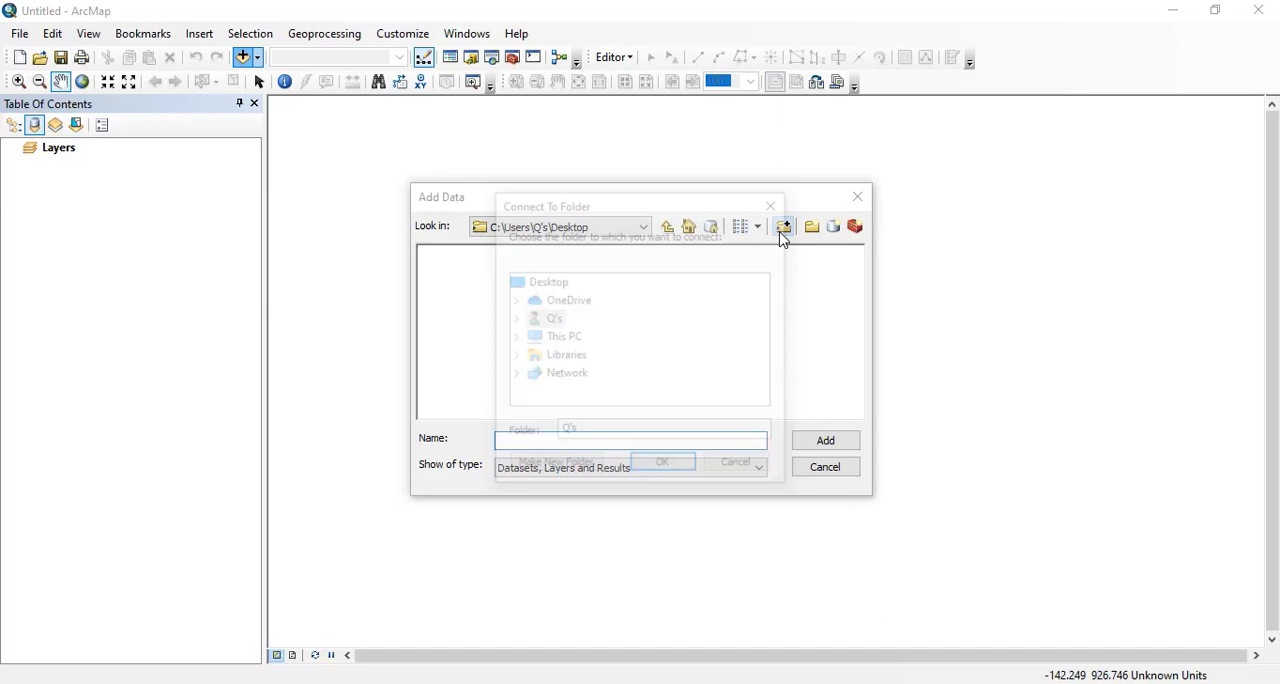 Untitled - ArcMap
File Edit View Bookmarks Insert Selection Geoprocessing Customize Windows Help
Editor
Table Of Contents
Layers
Add Data
Connect To Folder
Look in: C:\Users\Q's\Desktop
Choose the folder to which you want to connect:
Desktop
OneDrive
Q's
This PC
Libraries
Network
Folder: Q's
Name: Add
Make New Folder OK Cancel
Show of type: Datasets, Layers and Results Cancel
-142.249 926.746 Unknown Units